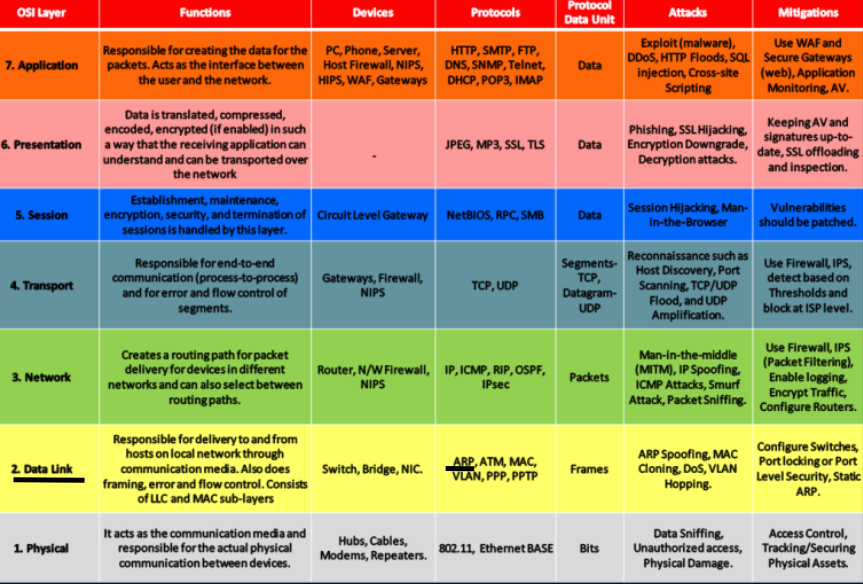 OSI Layer
Functions
Devices
Protocols
Protocol
Data Unit
Attacks
Mitigations
7. Application
Responsible for creating the data for the
packets. Acts as the interface between
the user and the network.
PC, Phone, Server,
Host Firewall, NIPS,
HIPS, WAF, Gateways
HTTP, SMTP, FTP,
DNS, SNMP, Telnet,
DHCP, POP3, IMAP
Data
Exploit (malware),
DDoS, HTTP Floods, SQL
injection, Cross-site
Scripting
Use WAF and
Secure Gateways
(web), Application
Monitoring, AV.
6. Presentation
Data is translated, compressed,
encoded, encrypted (if enabled) in such
a way that the receiving application can
understand and can be transported over
the network
-
JPEG, MP3, SSL, TLS
Data
Phishing, SSL Hijacking,
Encryption Downgrade,
Decryption attacks.
Keeping AV and
signatures up-to-
date, SSL offloading
and inspection.
5. Session
Establishment, maintenance,
encryption, security, and termination of
sessions is handled by this layer.
Circuit Level Gateway
NetBIOS, RPC, SMB
Data
Session Hijacking, Man-
in-the-Browser
Vulnerabilities
should be patched.
4. Transport
Responsible for end-to-end
communication (process-to-process)
and for error and flow control of
segments.
Gateways, Firewall,
NIPS
TCP, UDP
Segments-
TCP,
Datagram-
UDP
Reconnaissance such as
Host Discovery, Port
Scanning, TCP/UDP
Flood, and UDP
Amplification.
Use Firewall, IPS,
detect based on
Thresholds and
block at ISP level.
3. Network
Creates a routing path for packet
delivery for devices in different
networks and can also select between
routing paths.
Router, N/W Firewall,
NIPS
IP, ICMP, RIP, OSPF,
IPsec
Packets
Man-in-the-middle
(MITM), IP Spoofing,
ICMP Attacks, Smurf
Attack, Packet Sniffing.
Use Firewall, IPS
(Packet Filtering),
Enable logging,
Encrypt Traffic,
Configure Routers.
2. Data Link
Responsible for delivery to and from
hosts on local network through
communication media. Also does
framing, error and flow control. Consists
of LLC and MAC sub-layers
Switch, Bridge, NIC.
ARP, ATM, MAC,
VLAN, PPP, PPTP
Frames
ARP Spoofing, MAC
Cloning, DoS, VLAN
Hopping.
Configure Switches,
Port locking or Port
Level Security, Static
ARP.
1. Physical
It acts as the communication media and
responsible for the actual physical
communication between devices.
Hubs, Cables,
Modems, Repeaters.
802.11, Ethernet BASE
Bits
Data Sniffing,
Unauthorized access,
Physical Damage.
Access Control,
Tracking/Securing
Physical Assets.